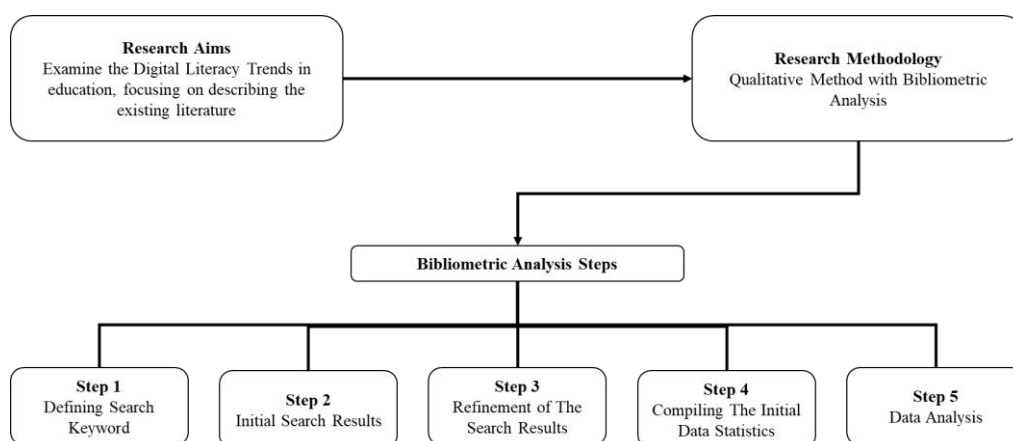 Research Aims
Examine the Digital Literacy Trends in
education, focusing on describing the
existing literature
Research Methodology
Qualitative Method with Bibliometric
Analysis
Bibliometric Analysis Steps
Step 1
Defining Search
Keyword
Step 2
Initial Search Results
Step 3
Refinement of The
Search Results
Step 4
Compiling The Initial
Data Statistics
Step 5
Data Analysis